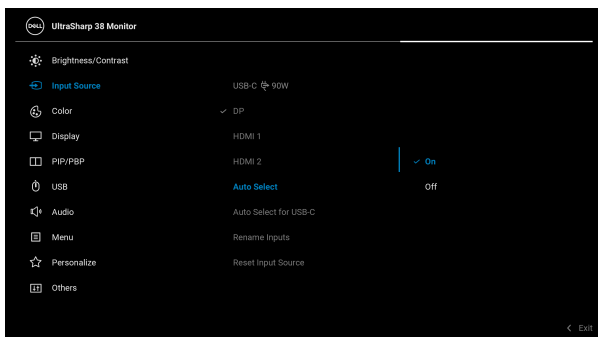 DELL UltraSharp 38 Monitor
Brightness/Contrast
Input Source USB-C 90W
Color ✓ DP
Display HDMI 1
PIP/PBP HDMI 2 ✓ On
USB Auto Select Off
Audio Auto Select for USB-C
Menu Rename Inputs
Personalize Reset Input Source
Others
< Exit